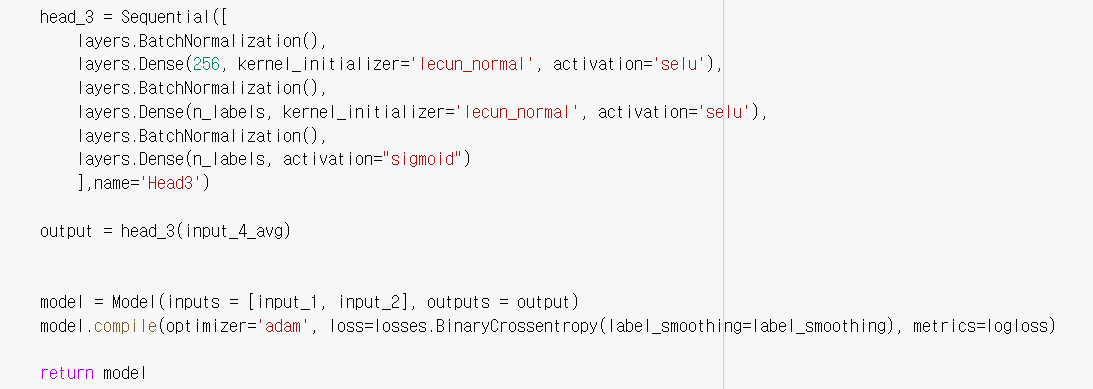 head_3 = Sequential([
    layers.BatchNormalization(),
    layers.Dense(256, kernel_initializer='lecun_normal', activation='selu'),
    layers.BatchNormalization(),
    layers.Dense(n_labels, kernel_initializer='lecun_normal', activation='selu'),
    layers.BatchNormalization(),
    layers.Dense(n_labels, activation="sigmoid")
    ],name='Head3')
output = head_3(input_4_avg)
model = Model(inputs = [input_1, input_2], outputs = output)
model.compile(optimizer='adam', loss=losses.BinaryCrossentropy(label_smoothing=label_smoothing), metrics=logloss)
return model